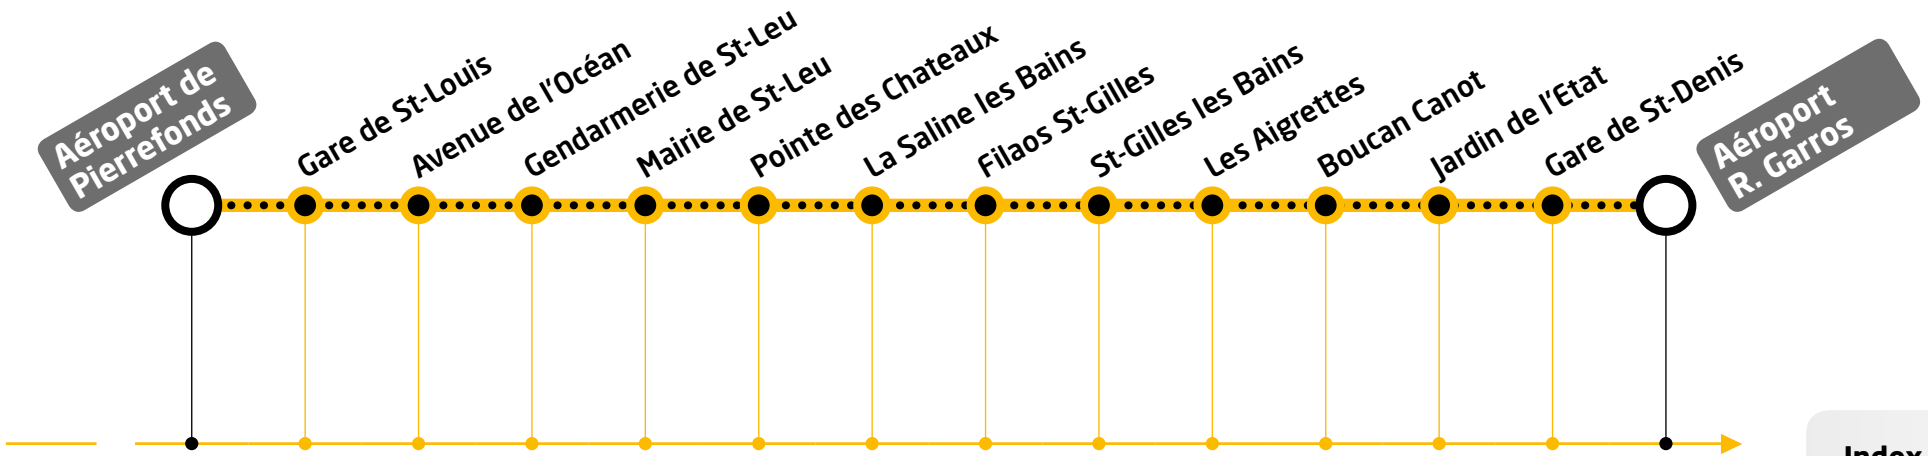 Aéroport de
Pierrefonds
Gare de St-Louis
Avenue de l'Océan
Gendarmerie de St-Leu
Mairie de St-Leu
Pointe des Chateaux
La Saline les Bains
Filaos St-Gilles
St-Gilles les Bains
Les Aigrettes
Boucan Canot
Jardin de l'Etat
Gare de St-Denis
Aéroport
R. Garros
Index